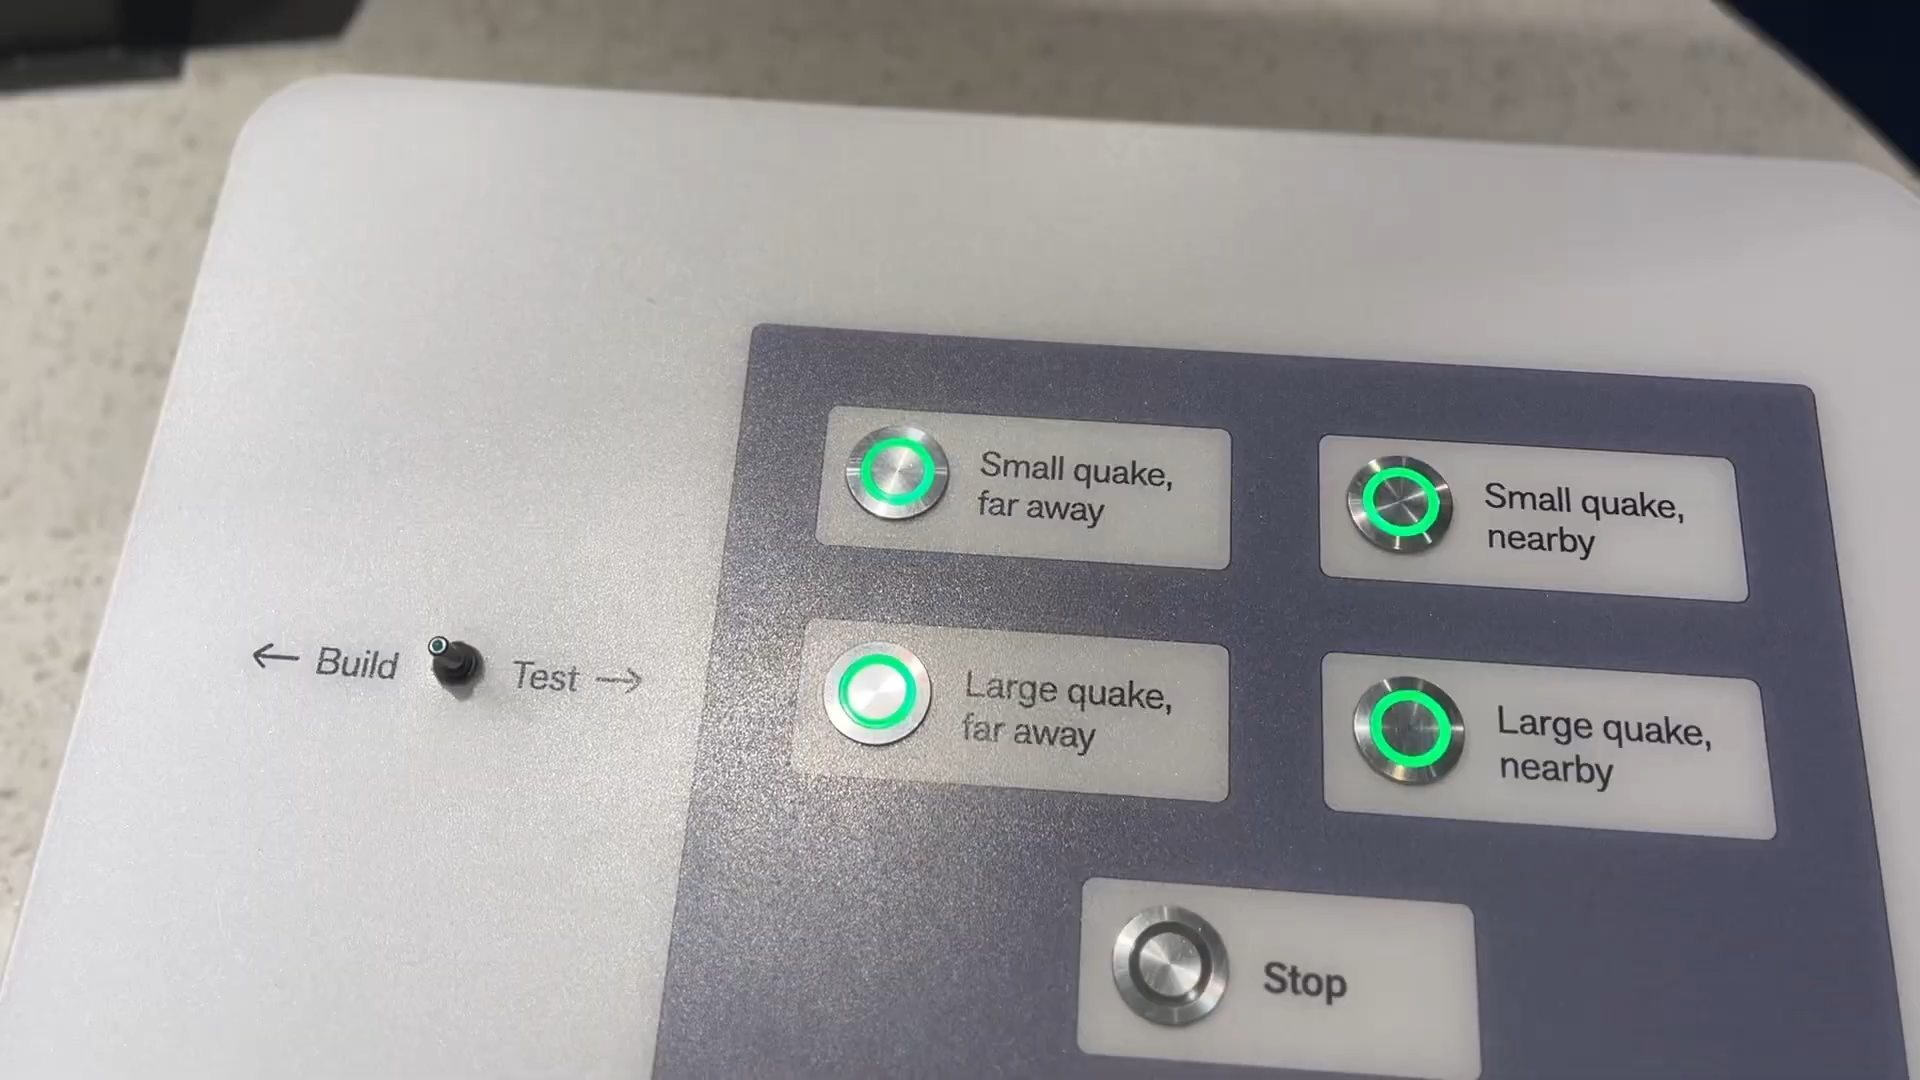 Small quake,
far away
Small quake,
nearby
← Build
Test →
Large quake,
far away
Large quake,
nearby
Stop